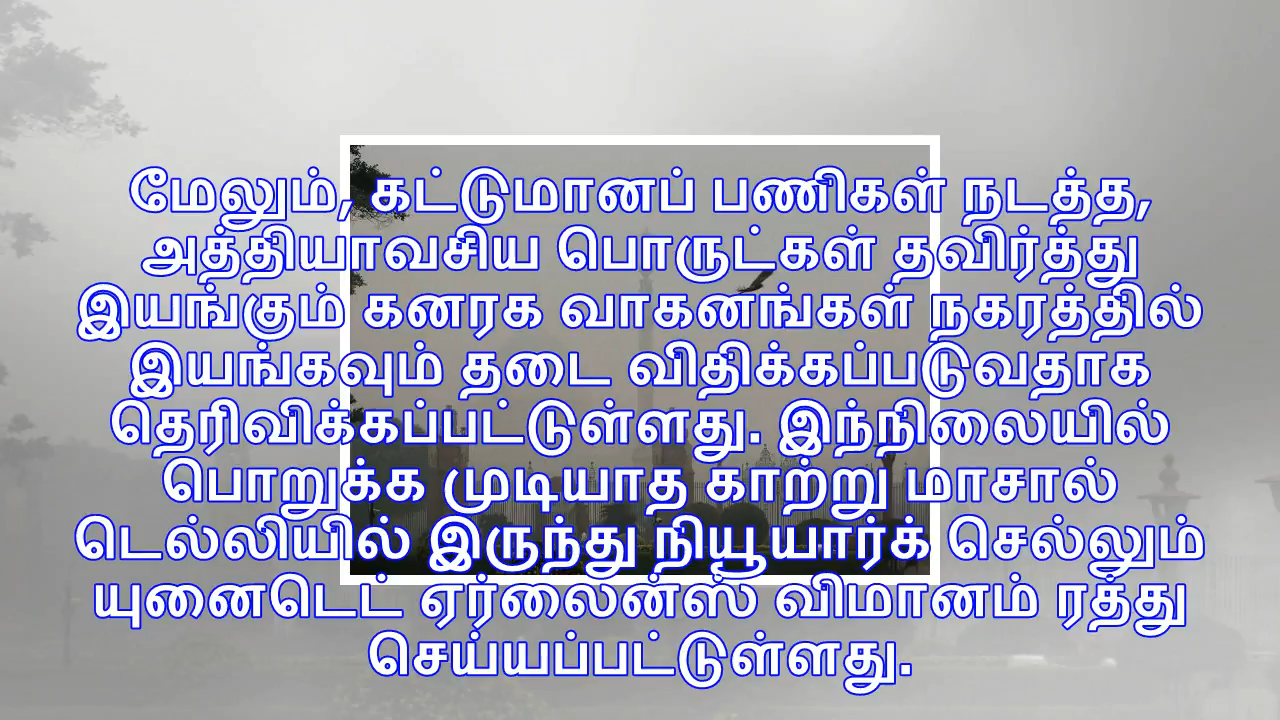 மேலும், கட்டுமானப் பணிகள் நடத்த,
அத்தியாவசிய பொருட்கள் தவிர்த்து
இயங்கும் கனரக வாகனங்கள் நகரத்தில்
இயங்கவும் தடை விதிக்கப்படுவதாக
தெரிவிக்கப்பட்டுள்ளது. இந்நிலையில்
பொறுக்க முடியாத காற்று மாசால்
டெல்லியில் இருந்து நியூயார்க் செல்லும்
யுனைடெட் ஏர்லைன்ஸ் விமானம் ரத்து
செய்யப்பட்டுள்ளது.